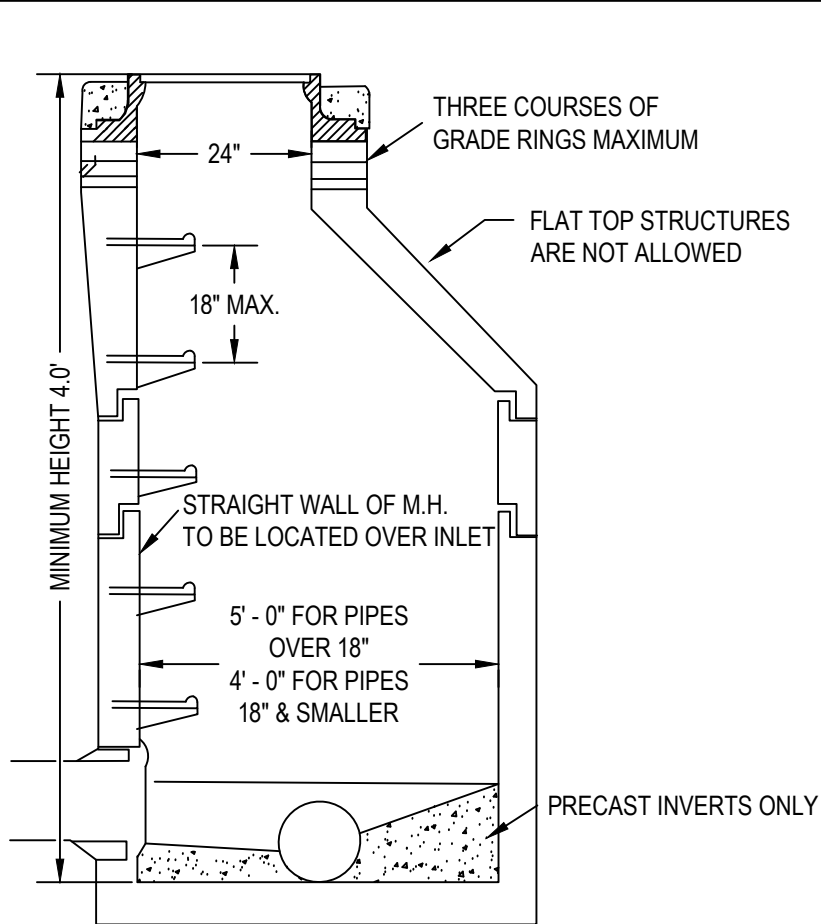 THREE COURSES OF
GRADE RINGS MAXIMUM
24"
FLAT TOP STRUCTURES
ARE NOT ALLOWED
18" MAX.
MINIMUM HEIGHT 4.0'
STRAIGHT WALL OF M.H.
TO BE LOCATED OVER INLET
5' - 0" FOR PIPES
OVER 18"
4' - 0" FOR PIPES
18" & SMALLER
PRECAST INVERTS ONLY